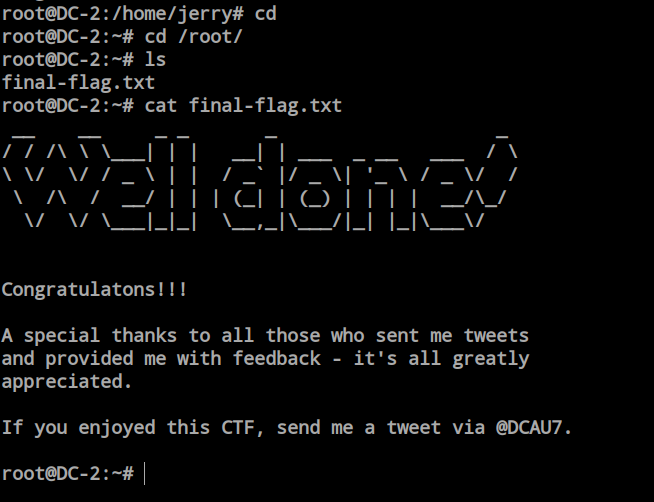 root@DC-2:/home/jerry# cd
root@DC-2:~# cd /root/
root@DC-2:~# ls
final-flag.txt
root@DC-2:~# cat final-flag.txt
Well done!
Congratulatons!!!
A special thanks to all those who sent me tweets
and provided me with feedback - it's all greatly
appreciated.
If you enjoyed this CTF, send me a tweet via @DCAU7.
root@DC-2:~#